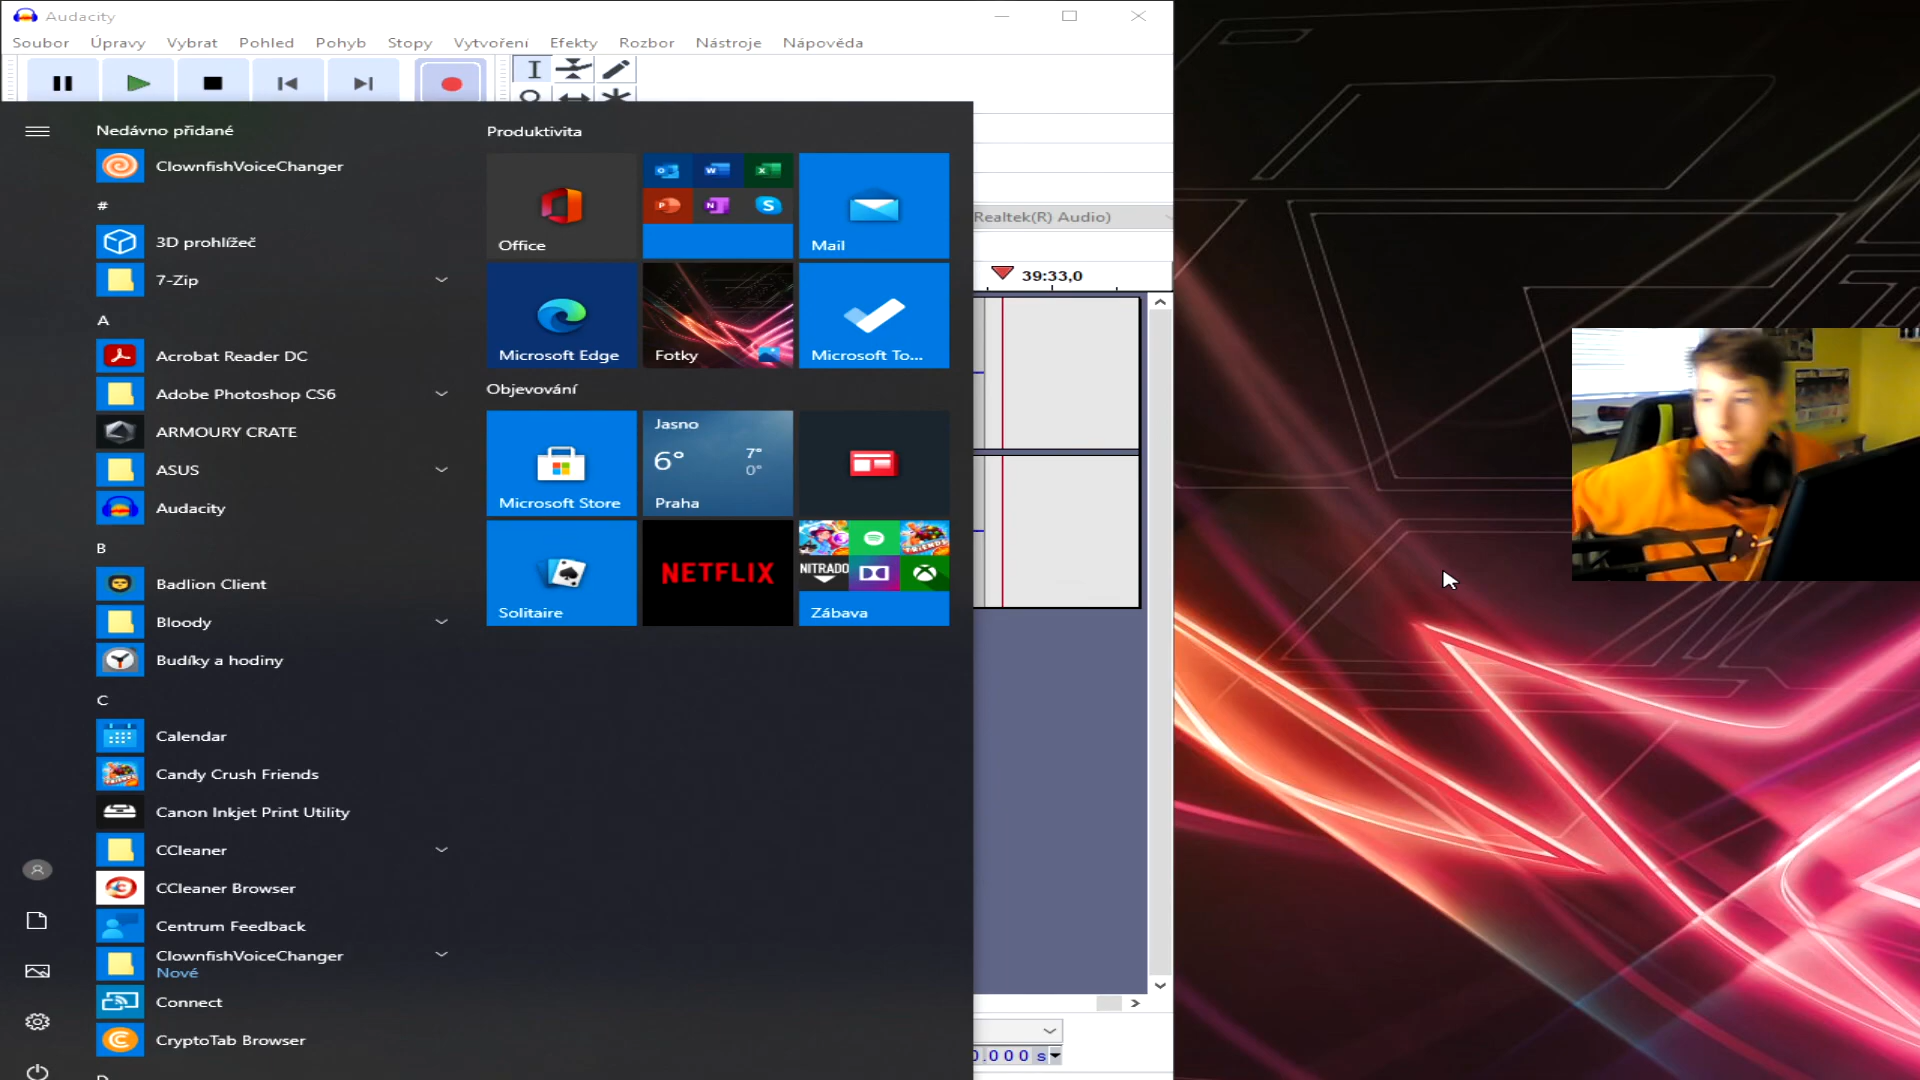 Audacity
Soubor Úpravy Vybrat Pohled Pohyb Stopy Vytvoření Efekty Rozbor Nástroje Nápověda
Nedávno přidané
ClownfishVoiceChanger
#
3D prohlížeč
7-Zip
A
Acrobat Reader DC
Adobe Photoshop CS6
ARMOURY CRATE
ASUS
Audacity
B
Badlion Client
Bloody
Budíky a hodiny
C
Calendar
Candy Crush Friends
Canon Inkjet Print Utility
CCleaner
CCleaner Browser
Centrum Feedback
ClownfishVoiceChanger
Nové
Connect
CryptoTab Browser
D
Produktivita
Office
Mail
Microsoft Edge
Fotky
Microsoft To...
Objevování
Microsoft Store
Jasno
6° 7° 0°
Praha
Solitaire
NETFLIX
NITRADO
Zábava
Realtek(R) Audio)
39:33,0
0.000 s